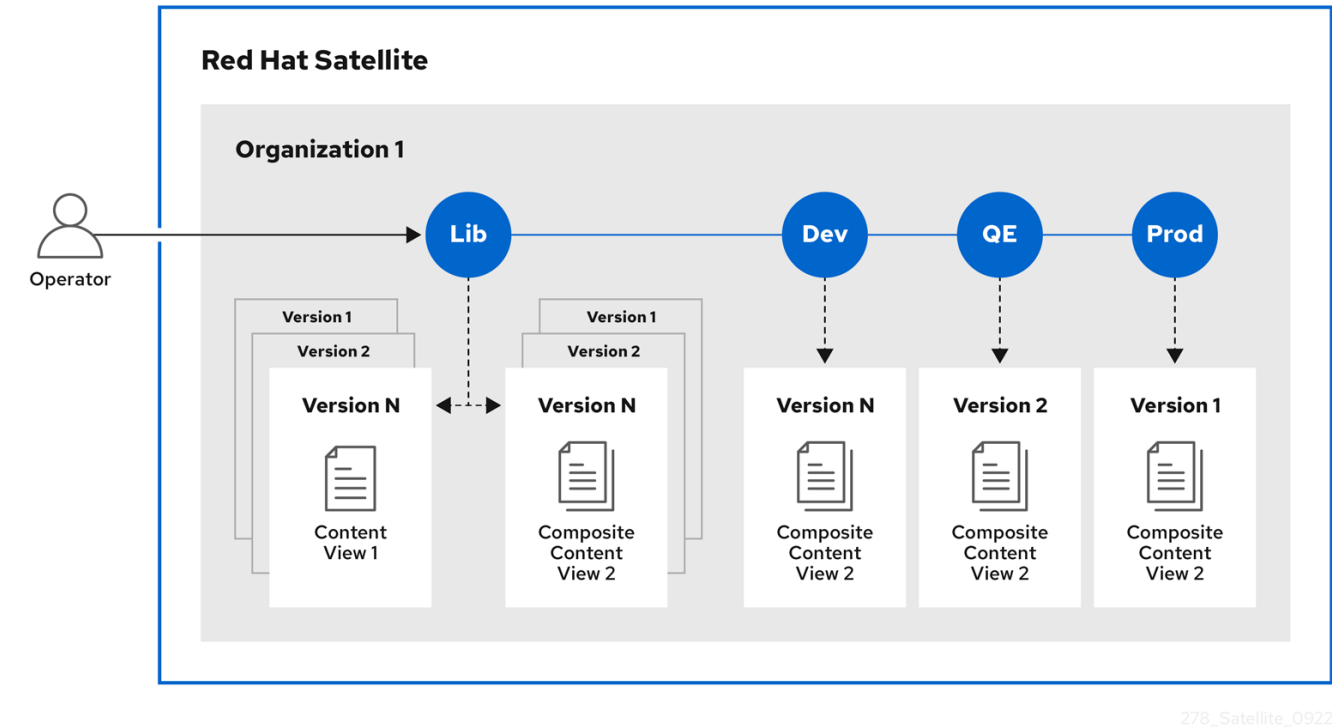 Red Hat Satellite
Organization 1
Operator
Lib
Dev
QE
Prod
Version 1
Version 2
Version N
Content
View 1
Version 1
Version 2
Version N
Composite
Content
View 2
Version N
Composite
Content
View 2
Version 2
Composite
Content
View 2
Version 1
Composite
Content
View 2
278_Satellite_0922